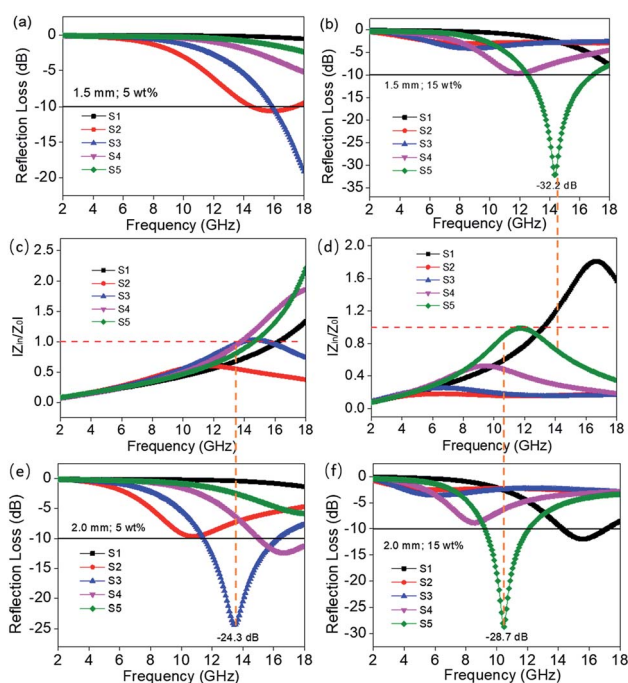 (a)
0
-5
-10
-15
-20
Reflection Loss (dB)
1.5 mm; 5 wt%
S1
S2
S3
S4
S5
2 4 6 8 10 12 14 16 18
Frequency (GHz)
(b)
0
-5
-10
-15
-20
-25
-30
-35
Reflection Loss (dB)
1.5 mm; 15 wt%
S1
S2
S3
S4
S5
-32.2 dB
2 4 6 8 10 12 14 16 18
Frequency (GHz)
(c)
2.5
2.0
1.5
1.0
0.5
0.0
|Zin/Z0|
S1
S2
S3
S4
S5
2 4 6 8 10 12 14 16 18
Frequency (GHz)
(d)
2.0
1.6
1.2
0.8
0.4
0.0
|Zin/Z0|
S1
S2
S3
S4
S5
2 4 6 8 10 12 14 16 18
Frequency (GHz)
(e)
0
-5
-10
-15
-20
-25
Reflection Loss (dB)
2.0 mm; 5 wt%
S1
S2
S3
S4
S5
-24.3 dB
2 4 6 8 10 12 14 16 18
Frequency (GHz)
(f)
0
-5
-10
-15
-20
-25
-30
Reflection Loss (dB)
2.0 mm; 15 wt%
S1
S2
S3
S4
S5
-28.7 dB
2 4 6 8 10 12 14 16 18
Frequency (GHz)